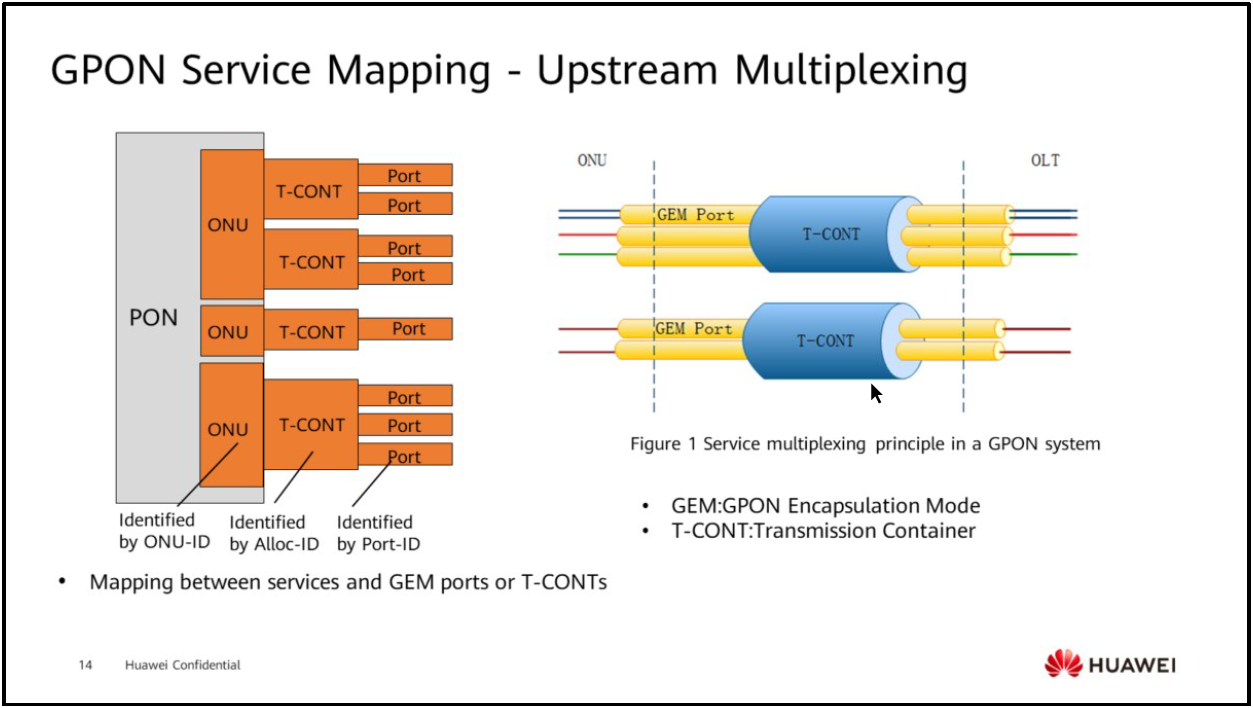 GPON Service Mapping - Upstream Multiplexing
PON
ONU
T-CONT
Port
Port
T-CONT
Port
Port
ONU
T-CONT
Port
ONU
T-CONT
Port
Port
Port
Identified
by ONU-ID
Identified
by Alloc-ID
Identified
by Port-ID
ONU
OLT
GEM Port
T-CONT
GEM Port
T-CONT
Figure 1 Service multiplexing principle in a GPON system
• GEM:GPON Encapsulation Mode
• T-CONT:Transmission Container
• Mapping between services and GEM ports or T-CONTs
14 Huawei Confidential
HUAWEI